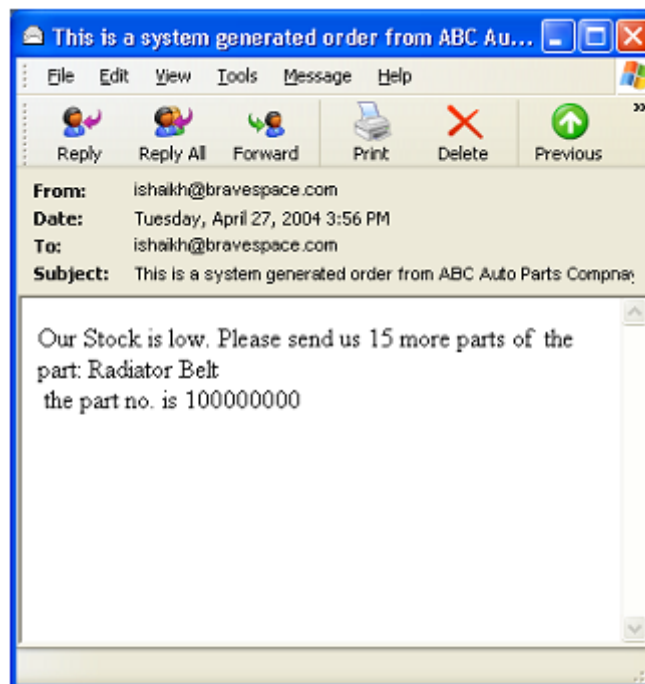 This is a system generated order from ABC Au...
File Edit View Tools Message Help
»
Reply Reply All Forward Print Delete Previous
From: ishaikh@bravespace.com
Date: Tuesday, April 27, 2004 3:56 PM
To: ishaikh@bravespace.com
Subject: This is a system generated order from ABC Auto Parts Compnay
Our Stock is low. Please send us 15 more parts of the
part: Radiator Belt
the part no. is 100000000